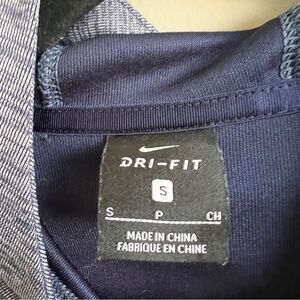 DRI-FIT
S
S P CH
MADE IN CHINA
FABRIQUÉ EN CHINE